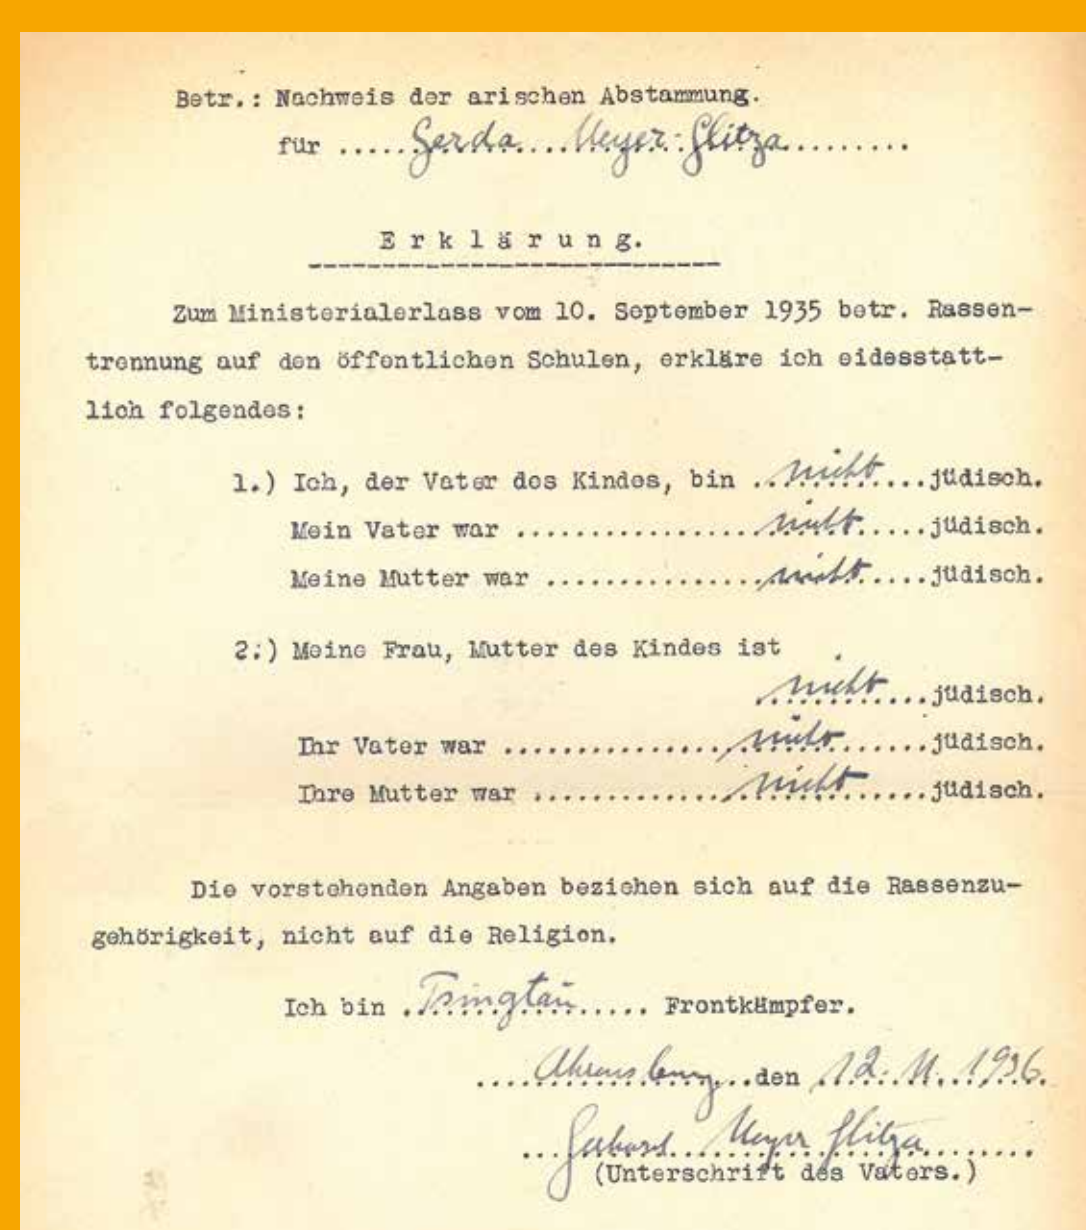 Betr.: Nachweis der arischen Abstammung.
für ..... Gerda ... Meyer-Glitza .........
Erklärung.
Zum Ministerialerlass vom 10. September 1935 betr. Rassen-
trennung auf den öffentlichen Schulen, erkläre ich eidesstatt-
lich folgendes:
1.) Ich, der Vater des Kindes, bin ..nicht....jüdisch.
Mein Vater war ................nicht.....jüdisch.
Meine Mutter war ...............nicht.....jüdisch.
2.) Meine Frau, Mutter des Kindes ist
nicht....jüdisch.
Ihr Vater war ...............nicht.......jüdisch.
Ihre Mutter war ..............nicht......jüdisch.
Die vorstehenden Angaben beziehen sich auf die Rassenzu-
gehörigkeit, nicht auf die Religion.
Ich bin .Tsingtau..... Frontkämpfer.
....Ahrensburg...den 12. 11. 1936.
... Meyer Glitza .........
(Unterschrift des Vaters.)